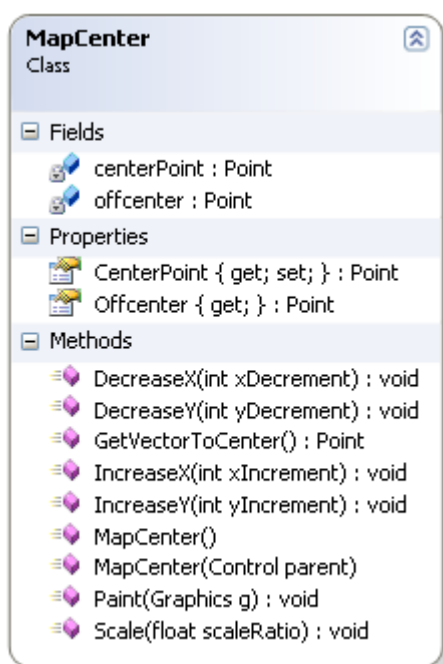 MapCenter
Class
Fields
centerPoint : Point
offcenter : Point
Properties
CenterPoint { get; set; } : Point
Offcenter { get; } : Point
Methods
DecreaseX(int xDecrement) : void
DecreaseY(int yDecrement) : void
GetVectorToCenter() : Point
IncreaseX(int xIncrement) : void
IncreaseY(int yIncrement) : void
MapCenter()
MapCenter(Control parent)
Paint(Graphics g) : void
Scale(float scaleRatio) : void